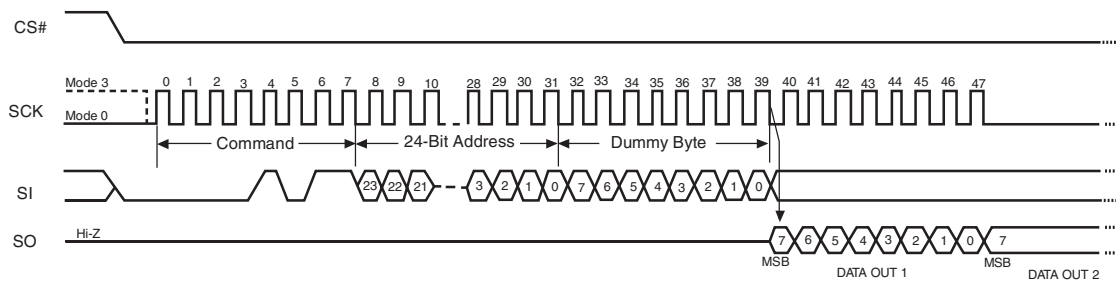 CS#
Mode 3
0 1 2 3 4 5 6 7 8 9 10 28 29 30 31 32 33 34 35 36 37 38 39 40 41 42 43 44 45 46 47
SCK
Mode 0
Command 24-Bit Address Dummy Byte
SI
23 22 21 3 2 1 0 7 6 5 4 3 2 1 0
SO
Hi-Z
7 6 5 4 3 2 1 0 7
MSB MSB
DATA OUT 1 DATA OUT 2